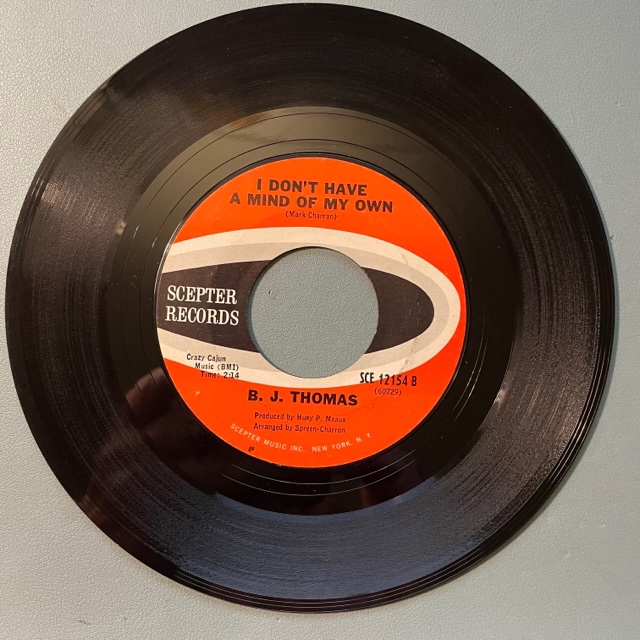 I DON'T HAVE
A MIND OF MY OWN
(Mark Charron)
SCEPTER
RECORDS
Crazy Cajun
Music (BMI)
Time: 2:14
SCE 12154 B
(60729)
B. J. THOMAS
Produced by Huey P. Meaux
Arranged by Spreen-Charron
SCEPTER MUSIC INC. NEW YORK, N. Y.
P